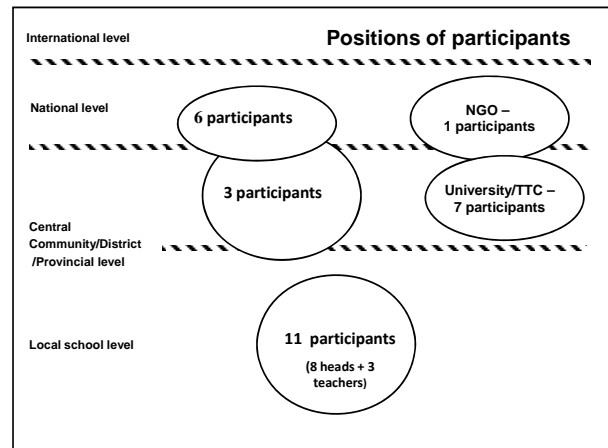 International level
Positions of participants
National level
6 participants
NGO –
1 participants
3 participants
University/TTC –
7 participants
Central
Community/District
/Provincial level
Local school level
11 participants
(8 heads + 3
teachers)